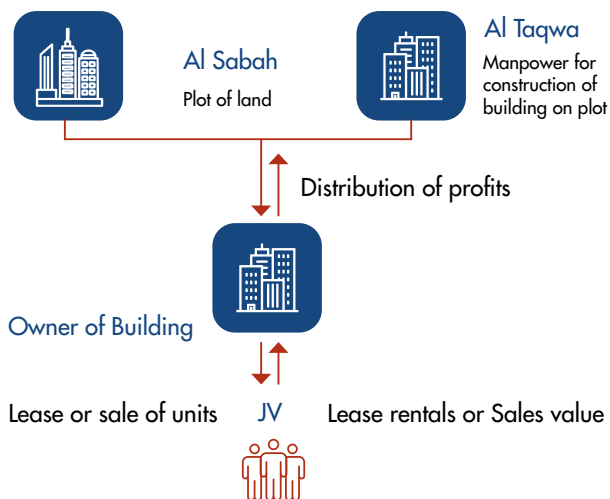 Al Sabah
Plot of land
Al Taqwa
Manpower for
construction of
building on plot
Distribution of profits
Owner of Building
Lease or sale of units
JV
Lease rentals or Sales value